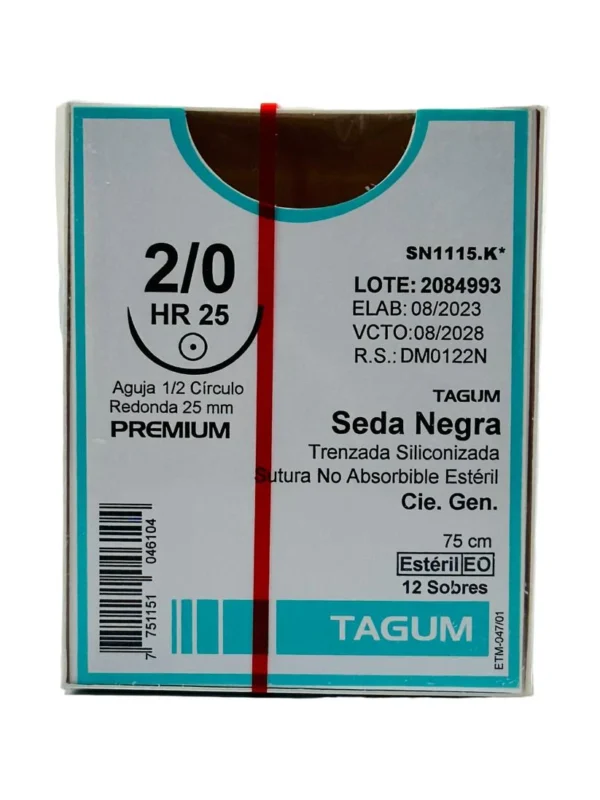 2/0
HR 25
Aguja 1/2 Círculo
Redonda 25 mm
PREMIUM
SN1115.K*
LOTE: 2084993
ELAB: 08/2023
VCTO:08/2028
R.S.: DM0122N
TAGUM
Seda Negra
Trenzada Siliconizada
Sutura No Absorbible Estéril
Cie. Gen.
75 cm
Estéril EO
12 Sobres
7 751151 046104
TAGUM
ETM-047/01